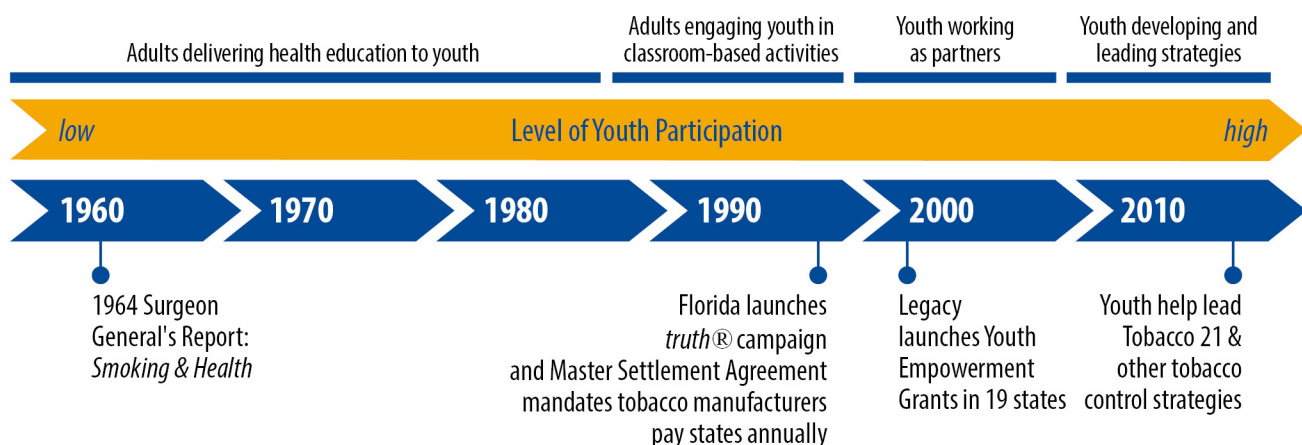 Adults delivering health education to youth
Adults engaging youth in
classroom-based activities
Youth working
as partners
Youth developing and
leading strategies
low
Level of Youth Participation
high
1960
1970
1980
1990
2000
2010
1964 Surgeon
General's Report:
Smoking & Health
Florida launches
truth® campaign
and Master Settlement Agreement
mandates tobacco manufacturers
pay states annually
Legacy
launches Youth
Empowerment
Grants in 19 states
Youth help lead
Tobacco 21 &
other tobacco
control strategies